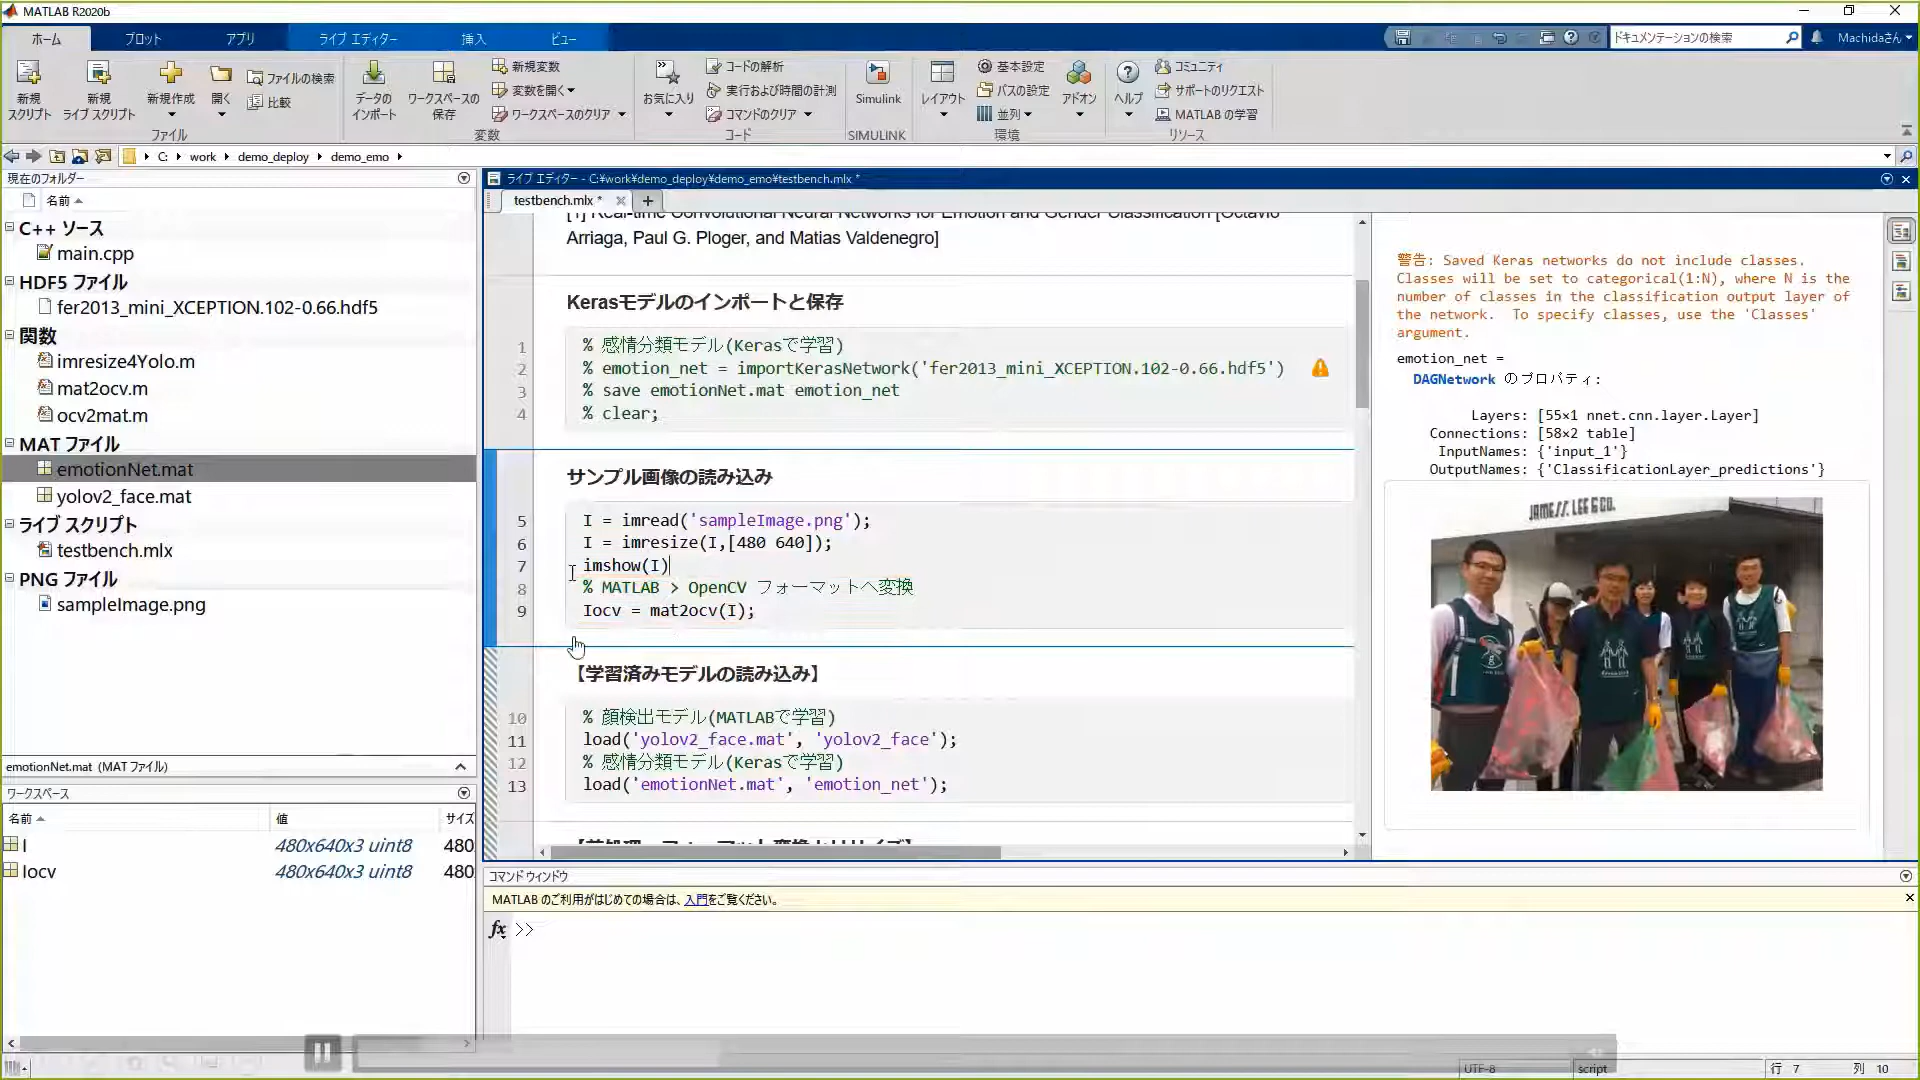 MATLAB R2020b
ホーム プロット アプリ ライブ エディター 挿入 ビュー ドキュメンテーションの検索 Machidaさん
新規 スクリプト
新規 ライブ スクリプト
新規作成
開く
ファイルの検索
比較
ファイル
データの インポート
ワークスペースの 保存
新規変数
変数を開く
ワークスペースのクリア
変数
お気に入り
コードの解析
実行および時間の計測
コマンドのクリア
コード
Simulink
SIMULINK
レイアウト
基本設定
パスの設定
並列
アドオン
環境
ヘルプ
コミュニティ
サポートのリクエスト
MATLAB の学習
リソース
C: work demo_deploy demo_emo
現在のフォルダー
名前
C++ ソース
main.cpp
HDF5 ファイル
fer2013_mini_XCEPTION.102-0.66.hdf5
関数
imresize4Yolo.m
mat2ocv.m
ocv2mat.m
MAT ファイル
emotionNet.mat
yolov2_face.mat
ライブ スクリプト
testbench.mlx
PNG ファイル
sampleImage.png
emotionNet.mat (MAT ファイル)
ワークスペース
名前 値 サイズ
I 480x640x3 uint8 480
Iocv 480x640x3 uint8 480
ライブ エディター - C:¥work¥demo_deploy¥demo_emo¥testbench.mlx *
testbench.mlx *
[1] Real-time Convolutional Neural Networks for Emotion and Gender Classification [Octavio
Arriaga, Paul G. Ploger, and Matias Valdenegro]
Kerasモデルのインポートと保存
1 % 感情分類モデル(Kerasで学習)
2 % emotion_net = importKerasNetwork('fer2013_mini_XCEPTION.102-0.66.hdf5')
3 % save emotionNet.mat emotion_net
4 % clear;
サンプル画像の読み込み
5 I = imread('sampleImage.png');
6 I = imresize(I,[480 640]);
7 imshow(I)
8 % MATLAB > OpenCV フォーマットへ変換
9 Iocv = mat2ocv(I);
【学習済みモデルの読み込み】
10 % 顔検出モデル(MATLABで学習)
11 load('yolov2_face.mat', 'yolov2_face');
12 % 感情分類モデル(Kerasで学習)
13 load('emotionNet.mat', 'emotion_net');
警告: Saved Keras networks do not include classes.
Classes will be set to categorical(1:N), where N is the
number of classes in the classification output layer of
the network. To specify classes, use the 'Classes'
argument.
emotion_net =
DAGNetwork のプロパティ:
Layers: [55×1 nnet.cnn.layer.Layer]
Connections: [58×2 table]
InputNames: {'input_1'}
OutputNames: {'ClassificationLayer_predictions'}
JAMES E. LEE & CO.
コマンド ウィンドウ
MATLAB のご利用がはじめての場合は、入門をご覧ください。
fx >>
UTF-8 script 行 7 列 10